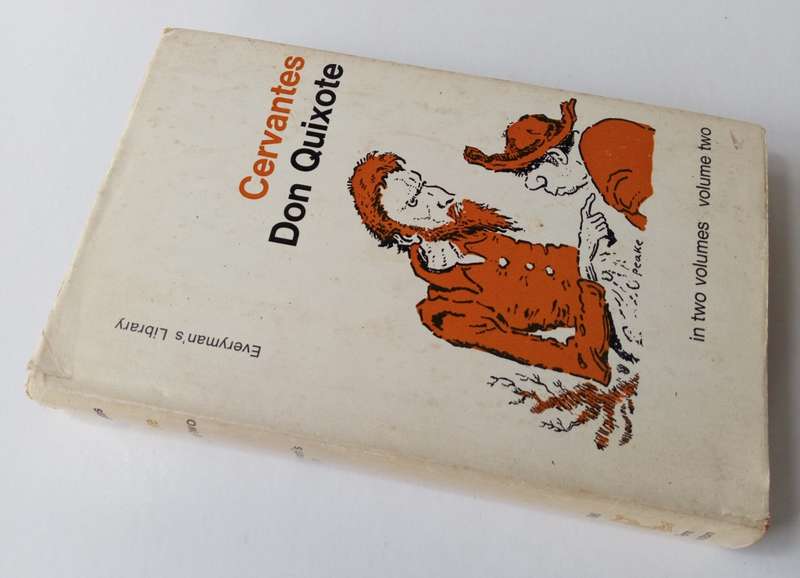 Cervantes
Don Quixote
Everyman's Library
Peake
in two volumes volume two